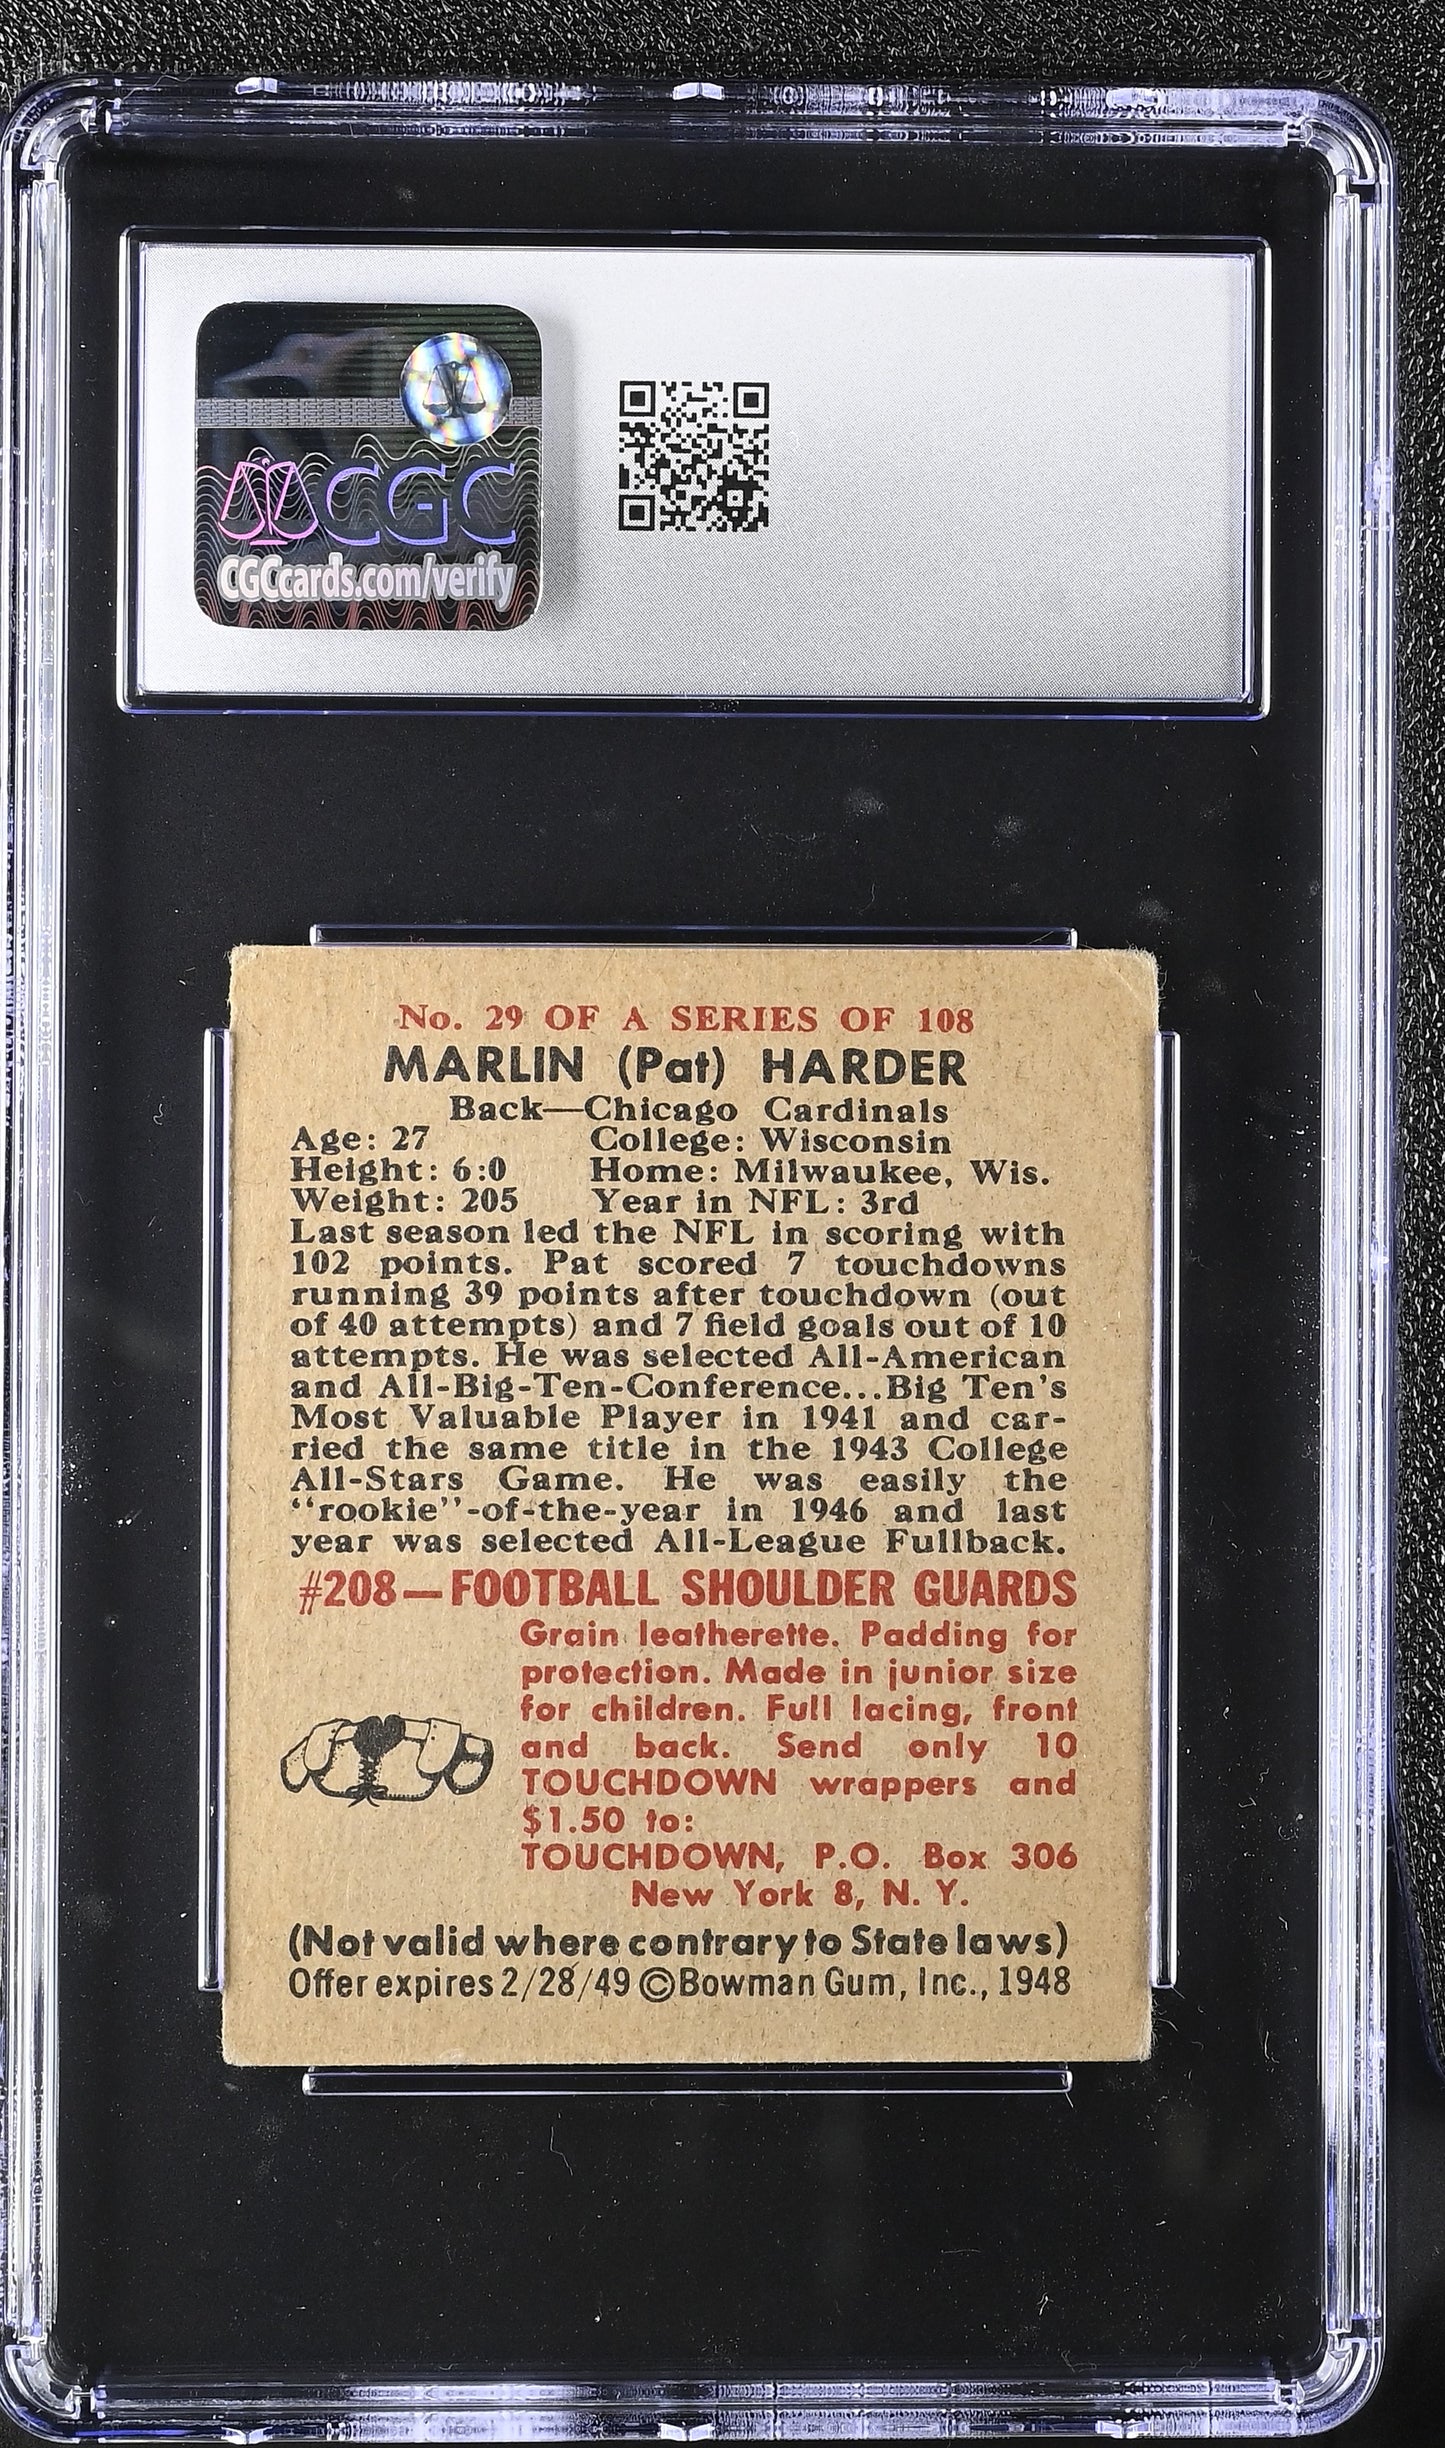 CGC
CGCcards.com/verify
No. 29 OF A SERIES OF 108
MARLIN (Pat) HARDER
Back—Chicago Cardinals
Age: 27 College: Wisconsin
Height: 6:0 Home: Milwaukee, Wis.
Weight: 205 Year in NFL: 3rd
Last season led the NFL in scoring with
102 points. Pat scored 7 touchdowns
running 39 points after touchdown (out
of 40 attempts) and 7 field goals out of 10
attempts. He was selected All-American
and All-Big-Ten-Conference...Big Ten's
Most Valuable Player in 1941 and car-
ried the same title in the 1943 College
All-Stars Game. He was easily the
"rookie"-of-the-year in 1946 and last
year was selected All-League Fullback.
#208—FOOTBALL SHOULDER GUARDS
Grain leatherette. Padding for
protection. Made in junior size
for children. Full lacing, front
and back. Send only 10
TOUCHDOWN wrappers and
$1.50 to:
TOUCHDOWN, P.O. Box 306
New York 8, N. Y.
(Not valid where contrary to State laws)
Offer expires 2/28/49 ©Bowman Gum, Inc., 1948